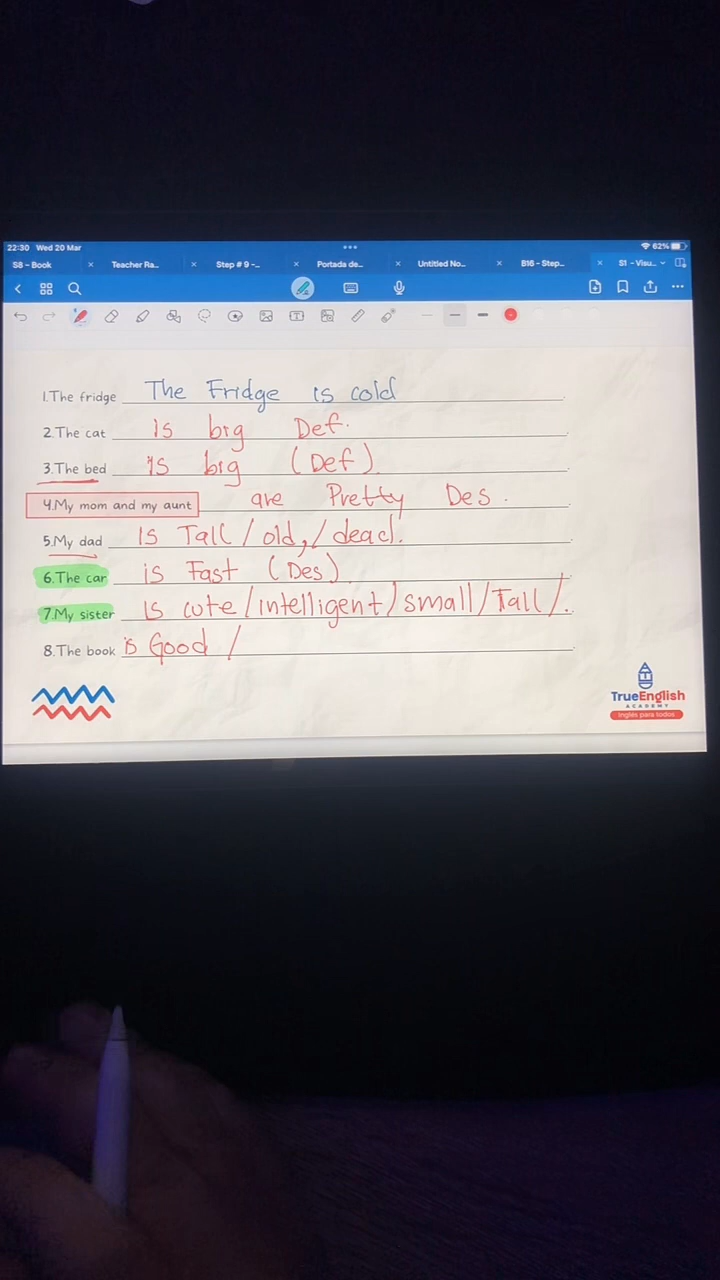 22:30 Wed 20 Mar ••• 62%
S8 - Book × Teacher Ra... × Step # 9 -... × Portada de... × Untitled No... × B16 - Step... × S1 - Visu...
1.The fridge The Fridge is cold
2.The cat is big Def.
3.The bed is big (Def)
4.My mom and my aunt are Pretty Des.
5.My dad Is Tall / old, / dead.
6.The car is Fast (Des)
7.My sister Is cute / intelligent / small / Tall /.
8.The book is Good /
TrueEnglish
ACADEMY
Inglés para todos